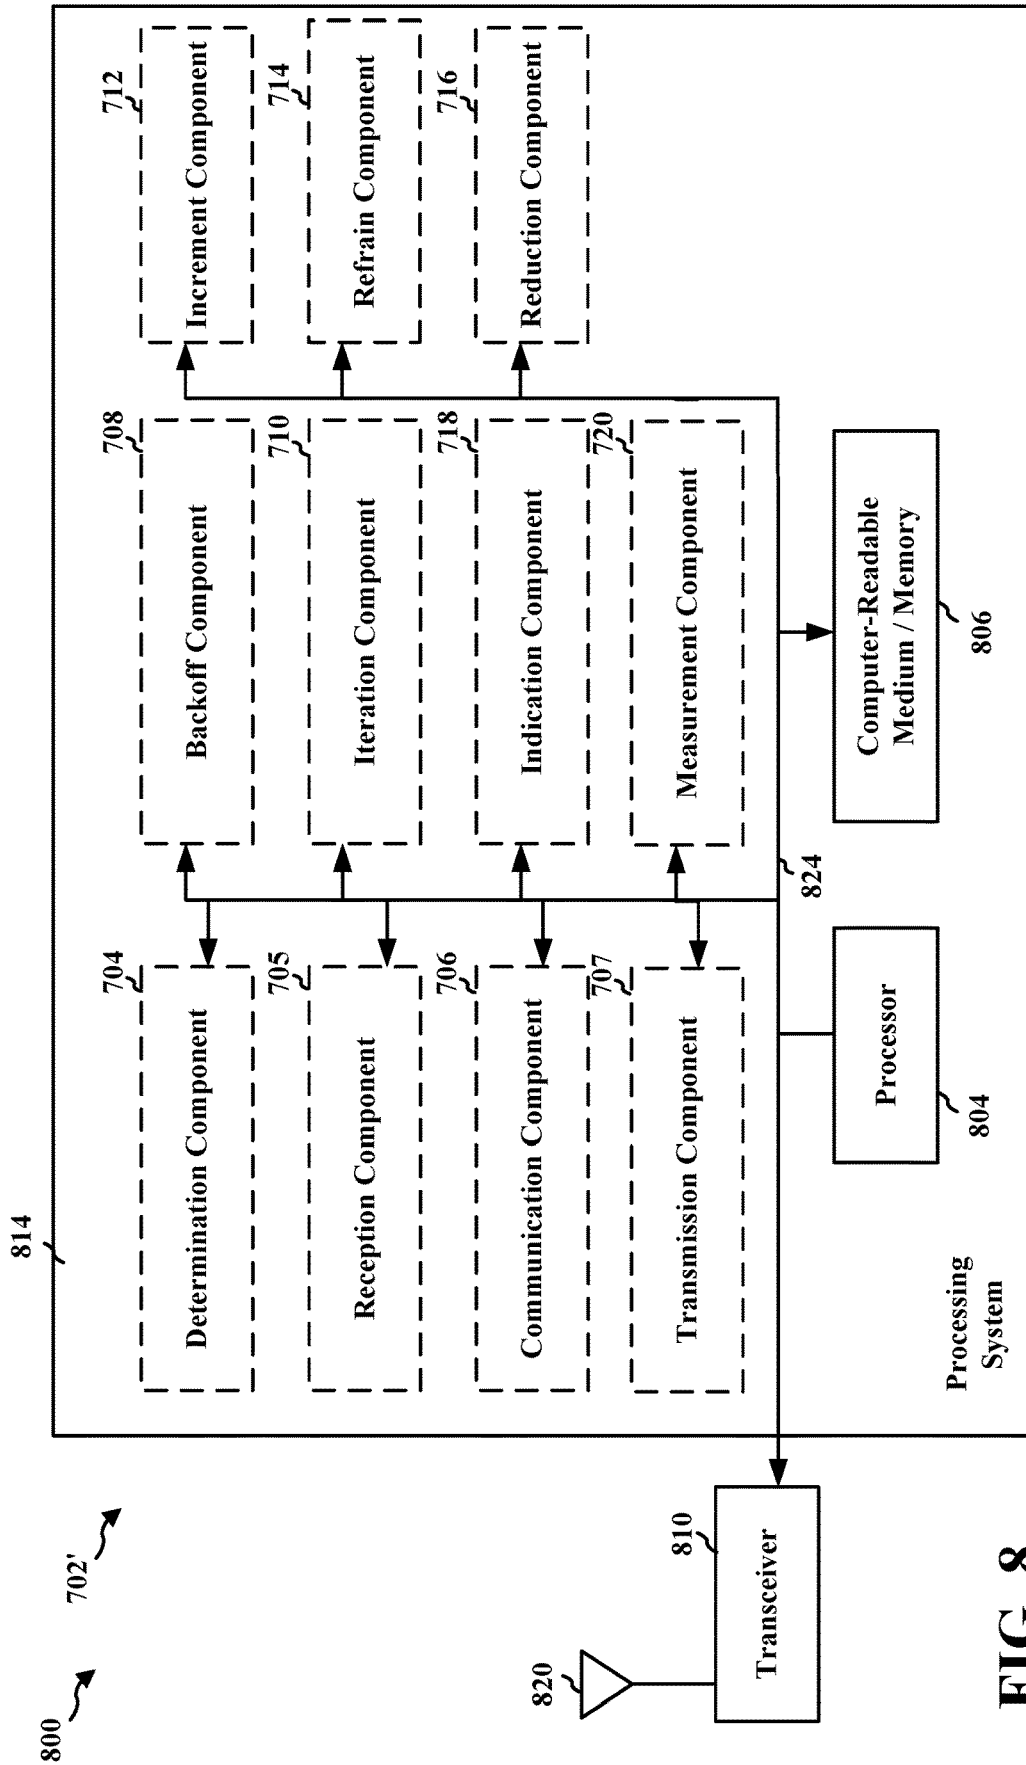 800
702'
814
704
Determination Component
705
Reception Component
706
Communication Component
707
Transmission Component
708
Backoff Component
710
Iteration Component
718
Indication Component
720
Measurement Component
712
Increment Component
714
Refrain Component
716
Reduction Component
820
810
Transceiver
824
Processor
804
Computer-Readable
Medium / Memory
806
Processing
System
FIG. 8